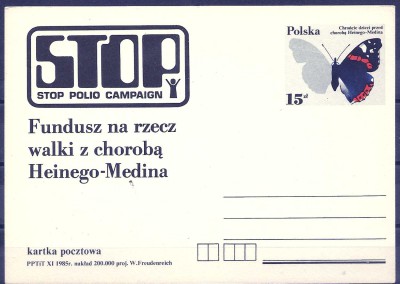 STOP
STOP POLIO CAMPAIGN
Fundusz na rzecz
walki z chorobą
Heinego-Medina
Polska
Chrońcie dzieci przed
chorobą Heinego-Medina
15 zł
kartka pocztowa
PPTiT XI 1985r. nakład 200.000 proj. W.Freudenreich